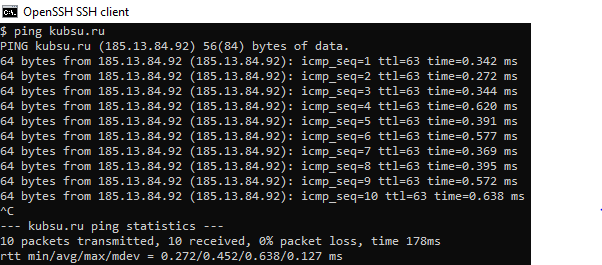 OpenSSH SSH client
$ ping kubsu.ru
PING kubsu.ru (185.13.84.92) 56(84) bytes of data.
64 bytes from 185.13.84.92 (185.13.84.92): icmp_seq=1 ttl=63 time=0.342 ms
64 bytes from 185.13.84.92 (185.13.84.92): icmp_seq=2 ttl=63 time=0.272 ms
64 bytes from 185.13.84.92 (185.13.84.92): icmp_seq=3 ttl=63 time=0.344 ms
64 bytes from 185.13.84.92 (185.13.84.92): icmp_seq=4 ttl=63 time=0.620 ms
64 bytes from 185.13.84.92 (185.13.84.92): icmp_seq=5 ttl=63 time=0.391 ms
64 bytes from 185.13.84.92 (185.13.84.92): icmp_seq=6 ttl=63 time=0.577 ms
64 bytes from 185.13.84.92 (185.13.84.92): icmp_seq=7 ttl=63 time=0.369 ms
64 bytes from 185.13.84.92 (185.13.84.92): icmp_seq=8 ttl=63 time=0.395 ms
64 bytes from 185.13.84.92 (185.13.84.92): icmp_seq=9 ttl=63 time=0.572 ms
64 bytes from 185.13.84.92 (185.13.84.92): icmp_seq=10 ttl=63 time=0.638 ms
^C
--- kubsu.ru ping statistics ---
10 packets transmitted, 10 received, 0% packet loss, time 178ms
rtt min/avg/max/mdev = 0.272/0.452/0.638/0.127 ms